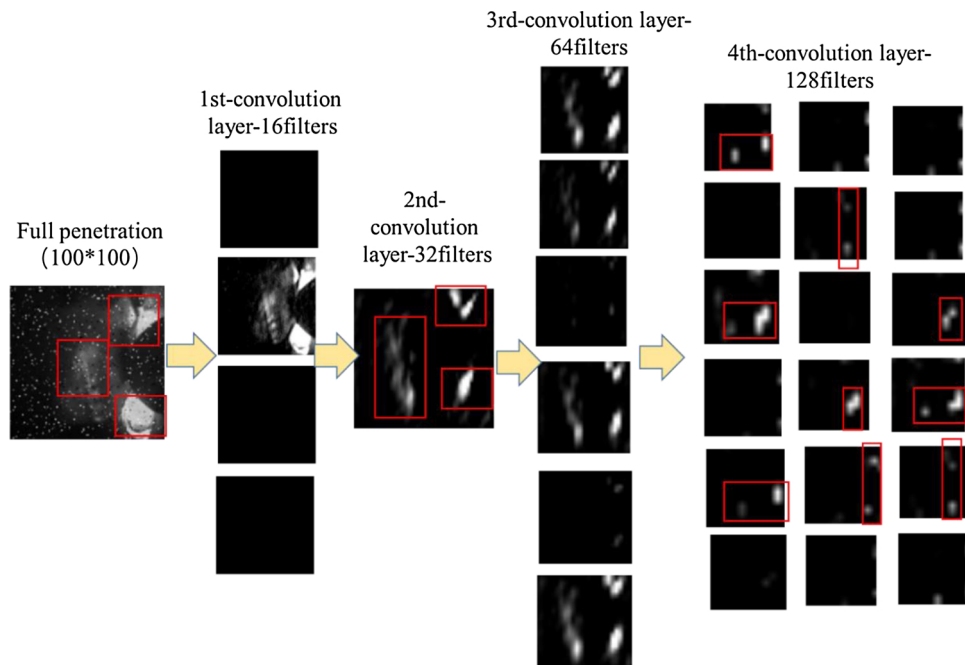 Full penetration
(100*100)
1st-convolution
layer-16filters
2nd-
convolution
layer-32filters
3rd-convolution layer-
64filters
4th-convolution layer-
128filters